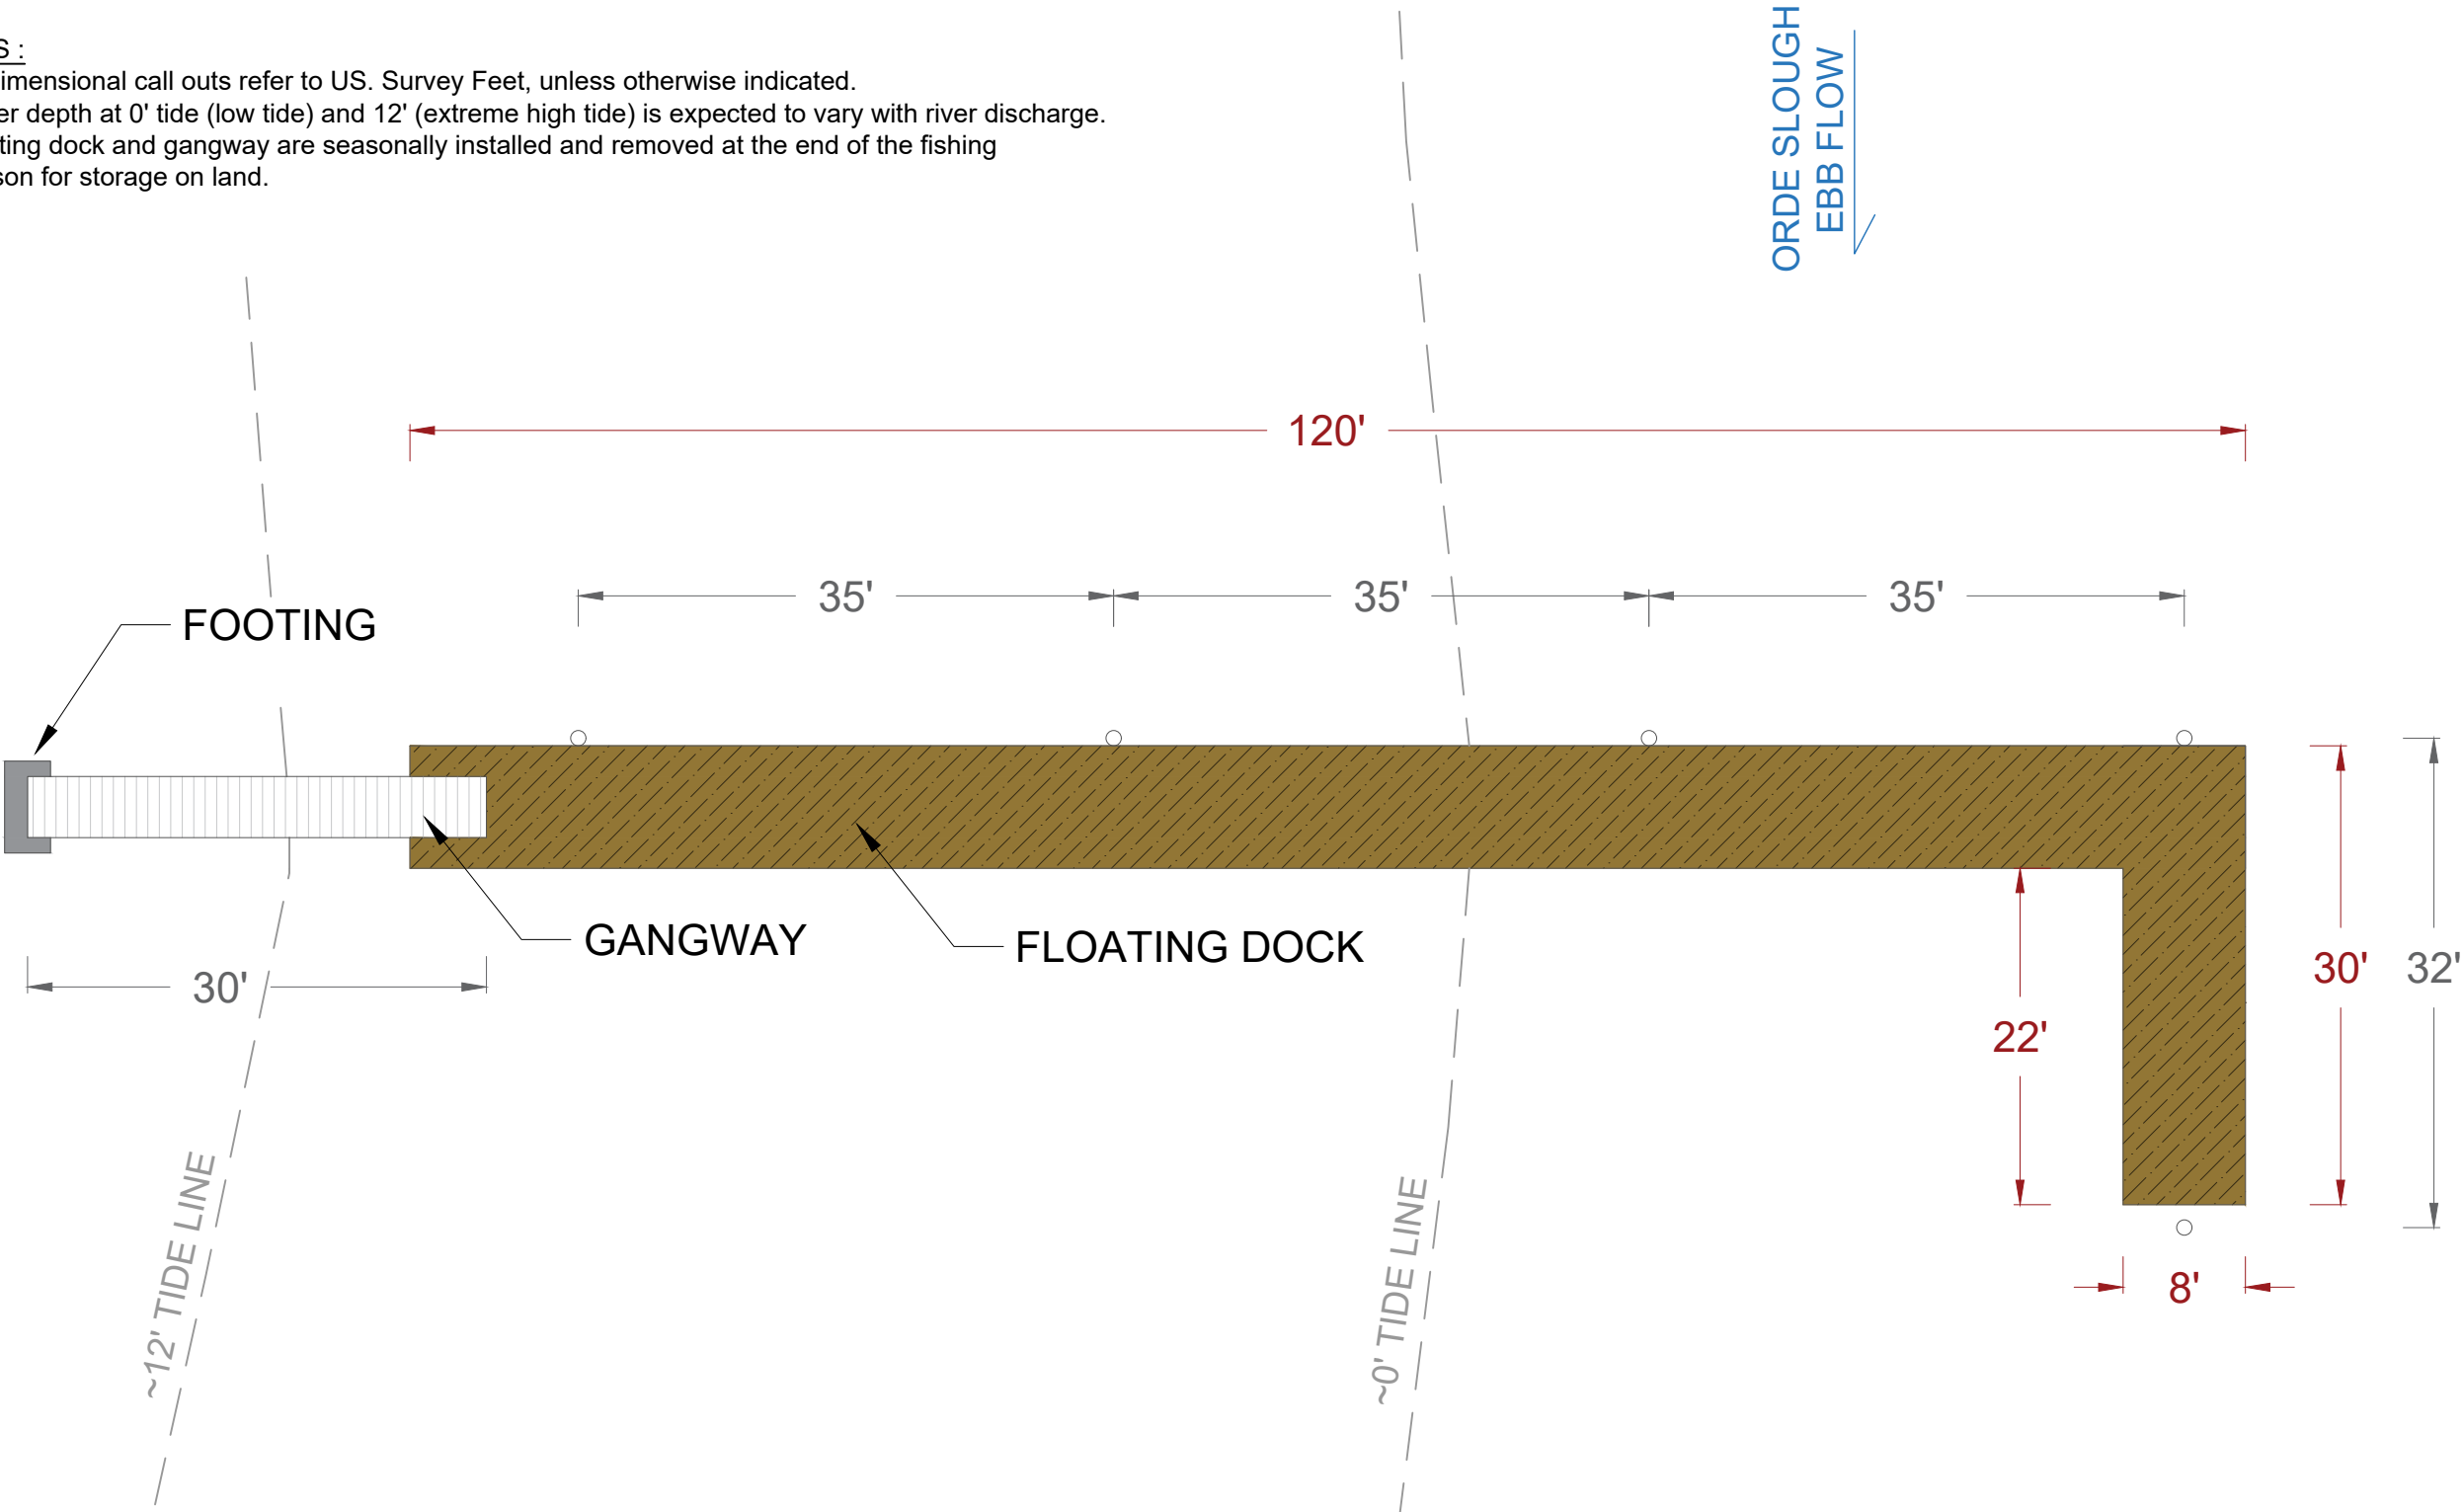 S :
imensional call outs refer to US. Survey Feet, unless otherwise indicated.
er depth at 0' tide (low tide) and 12' (extreme high tide) is expected to vary with river discharge.
ting dock and gangway are seasonally installed and removed at the end of the fishing
son for storage on land.
ORDE SLOUGH
EBB FLOW
120'
35'
35'
35'
FOOTING
GANGWAY
FLOATING DOCK
30'
30'
32'
22'
8'
~12' TIDE LINE
~0' TIDE LINE